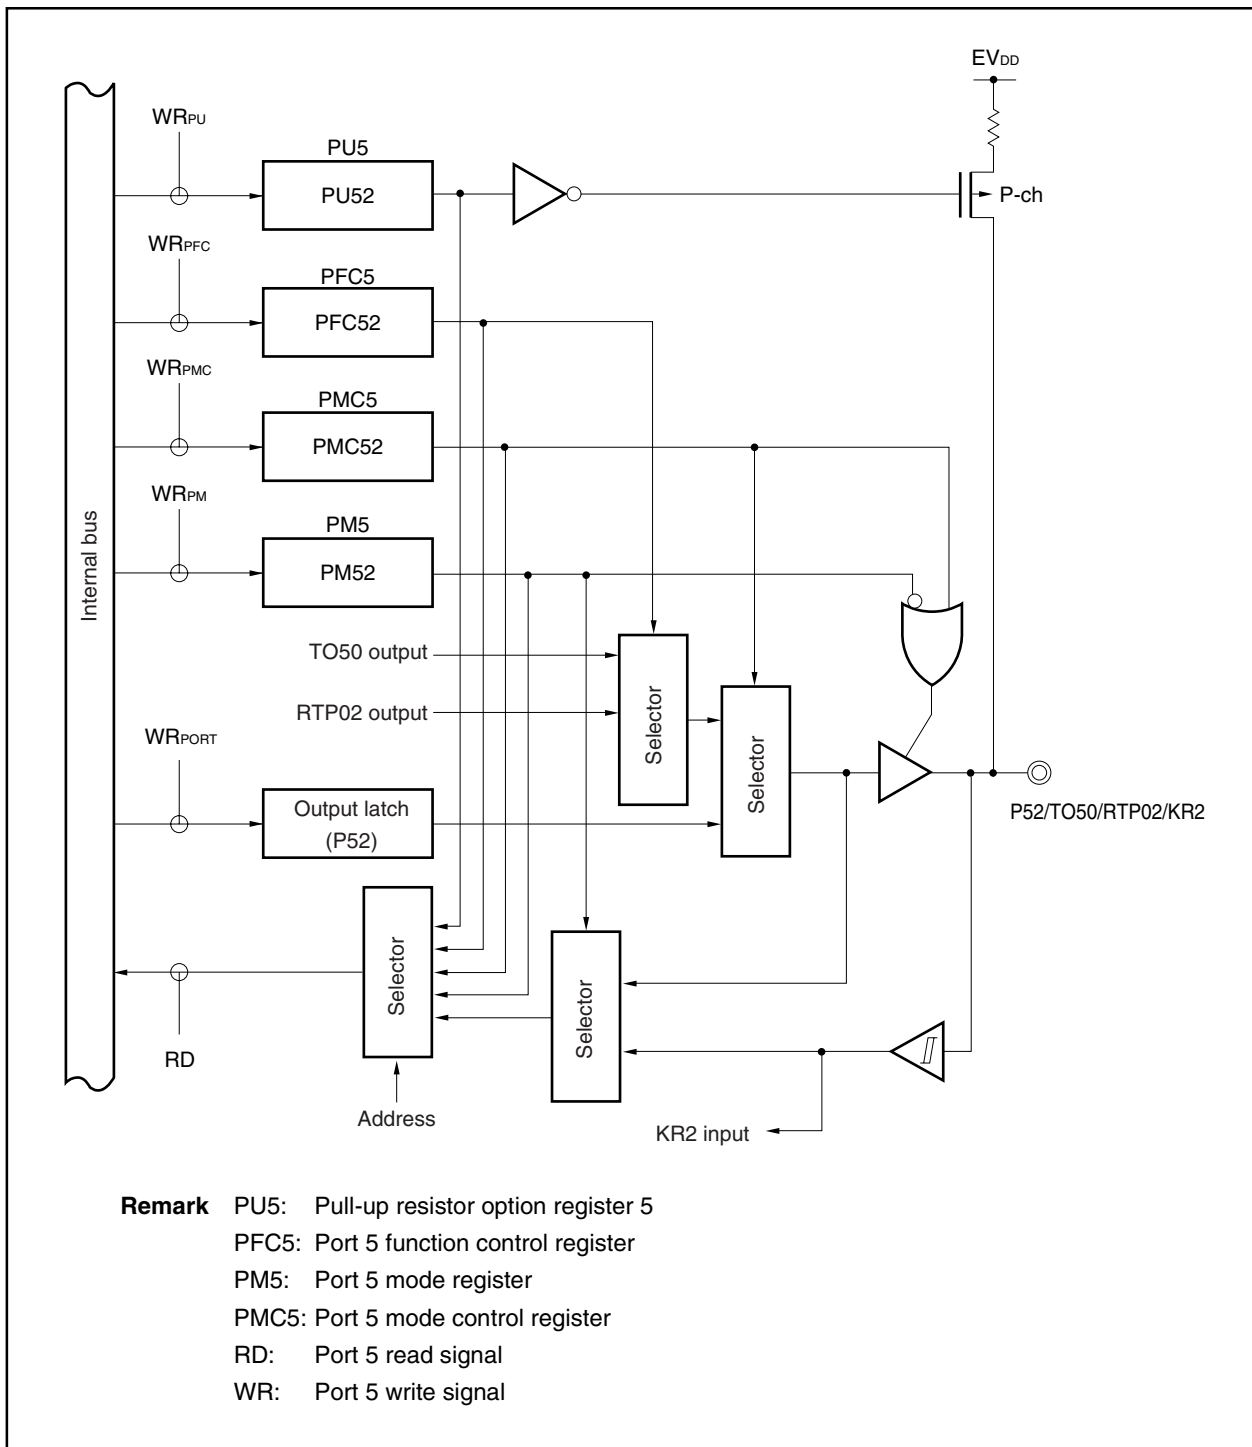 EVDD
WRPU
PU5
PU52
P-ch
WRPFC
PFC5
PFC52
WRPMC
PMC5
PMC52
WRPM
PM5
PM52
Internal bus
TO50 output
RTP02 output
Selector
Selector
WRPORT
Output latch
(P52)
P52/TO50/RTP02/KR2
Selector
Selector
RD
Address
KR2 input
Remark PU5: Pull-up resistor option register 5
PFC5: Port 5 function control register
PM5: Port 5 mode register
PMC5: Port 5 mode control register
RD: Port 5 read signal
WR: Port 5 write signal